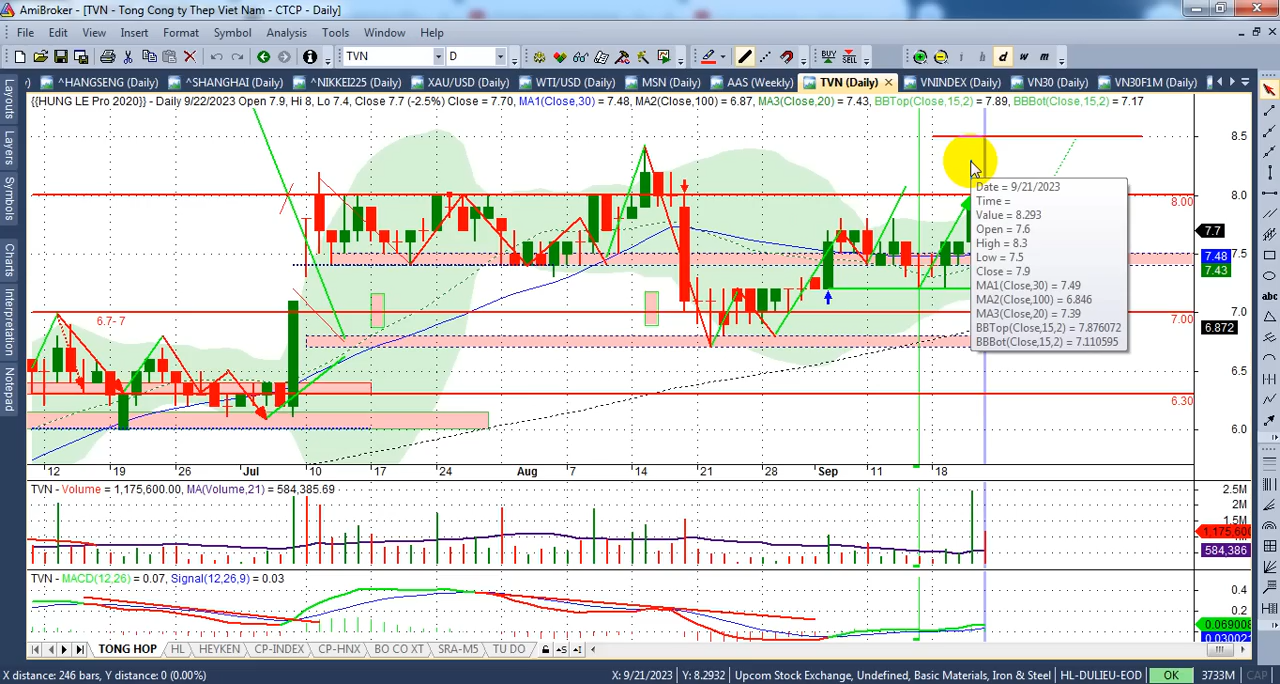 AmiBroker - [TVN - Tong Cong ty Thep Viet Nam - CTCP - Daily]
File Edit View Insert Format Symbol Analysis Tools Window Help
TVN D BUY SELL i h d w m
^HANGSENG (Daily) ^SHANGHAI (Daily) ^NIKKEI225 (Daily) XAU/USD (Daily) WTI/USD (Daily) MSN (Daily) AAS (Weekly) TVN (Daily) VNINDEX (Daily) VN30 (Daily) VN30F1M (Daily)
Layouts
Layers
Symbols
Charts
Interpretation
Notepad
{{HUNG LE Pro 2020}} - Daily 9/22/2023 Open 7.9, Hi 8, Lo 7.4, Close 7.7 (-2.5%) Close = 7.70, MA1(Close,30) = 7.48, MA2(Close,100) = 6.87, MA3(Close,20) = 7.43, BBTop(Close,15,2) = 7.89, BBBot(Close,15,2) = 7.17
8.5
8.0
8.00
7.7
7.5
7.48
7.43
7.00
7.0
6.872
6.5
6.30
6.0
6.7- 7
Date = 9/21/2023
Time =
Value = 8.293
Open = 7.6
High = 8.3
Low = 7.5
Close = 7.9
MA1(Close,30) = 7.49
MA2(Close,100) = 6.846
MA3(Close,20) = 7.39
BBTop(Close,15,2) = 7.876072
BBBot(Close,15,2) = 7.110595
12 19 26 Jul 10 17 24 Aug 7 14 21 28 Sep 11 18
TVN - Volume = 1,175,600.00, MA(Volume,21) = 584,385.69
2.5M
1,175,600
584,386
TVN - MACD(12,26) = 0.07, Signal(12,26,9) = 0.03
0.4
0.2
TONG HOP HL HEYKEN CP-INDEX CP-HNX BO CO XT SRA-M5 TU DO
X distance: 246 bars, Y distance: 0 (0.00%) X: 9/21/2023 Y: 8.2932 Upcom Stock Exchange, Undefined, Basic Materials, Iron & Steel HL-DULIEU-EOD OK 3733M CAP